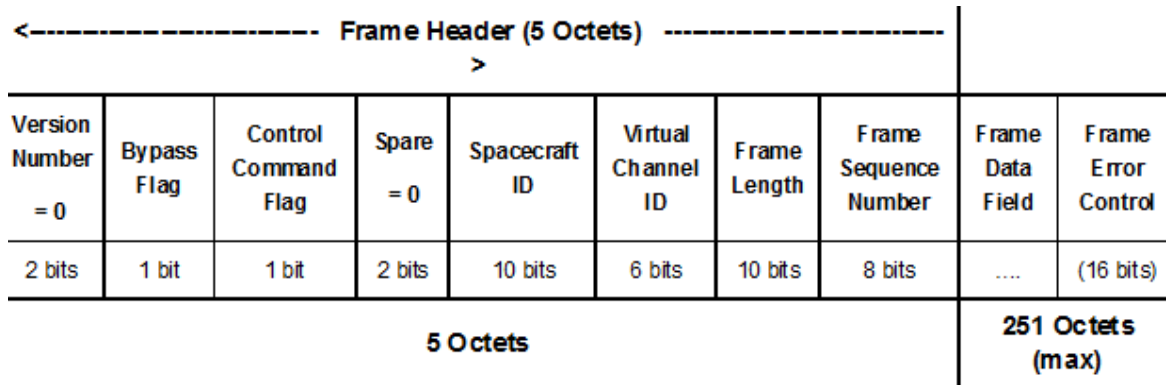 <------------------------------ Frame Header (5 Octets) ----------------------------
>
Version Number = 0
Bypass Flag
Control Command Flag
Spare = 0
Spacecraft ID
Virtual Channel ID
Frame Length
Frame Sequence Number
Frame Data Field
Frame Error Control
2 bits
1 bit
1 bit
2 bits
10 bits
6 bits
10 bits
8 bits
....
(16 bits)
5 Octets
251 Octets
(max)